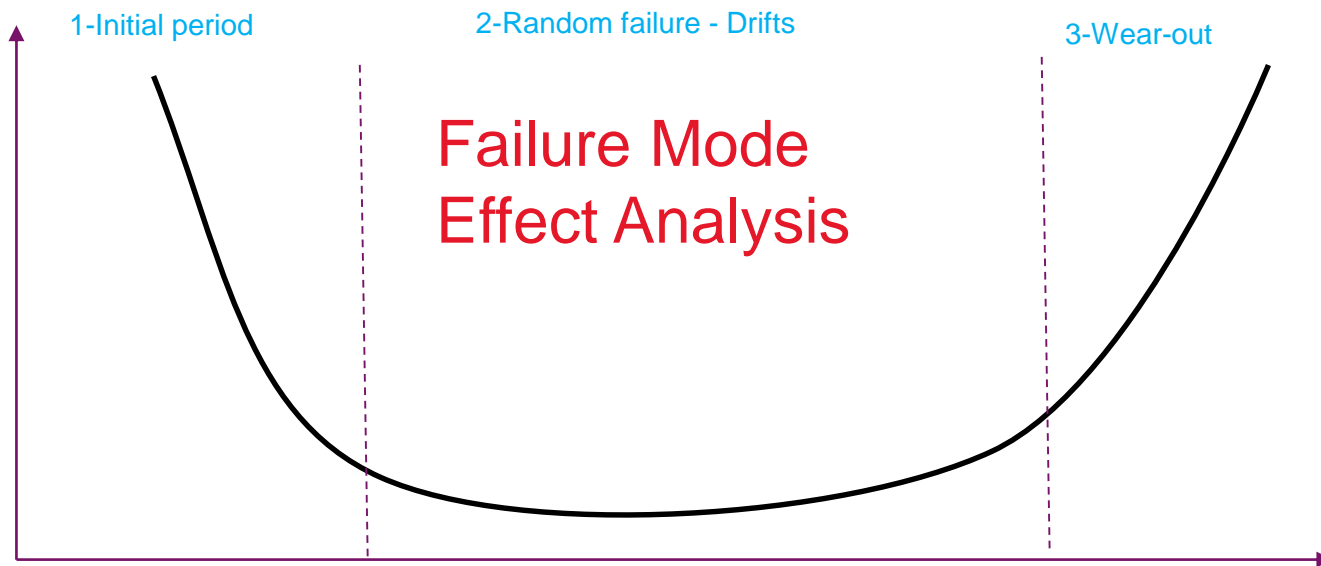 1-Initial period
2-Random failure - Drifts
3-Wear-out
Failure Mode
Effect Analysis